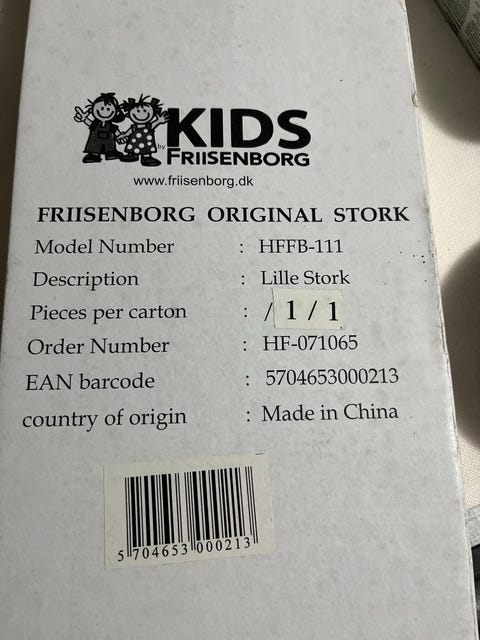 KIDS
by FRIISENBORG
www.friisenborg.dk
FRIISENBORG ORIGINAL STORK
Model Number : HFFB-111
Description : Lille Stork
Pieces per carton : / 1 / 1
Order Number : HF-071065
EAN barcode : 5704653000213
country of origin : Made in China
5 704653 000213